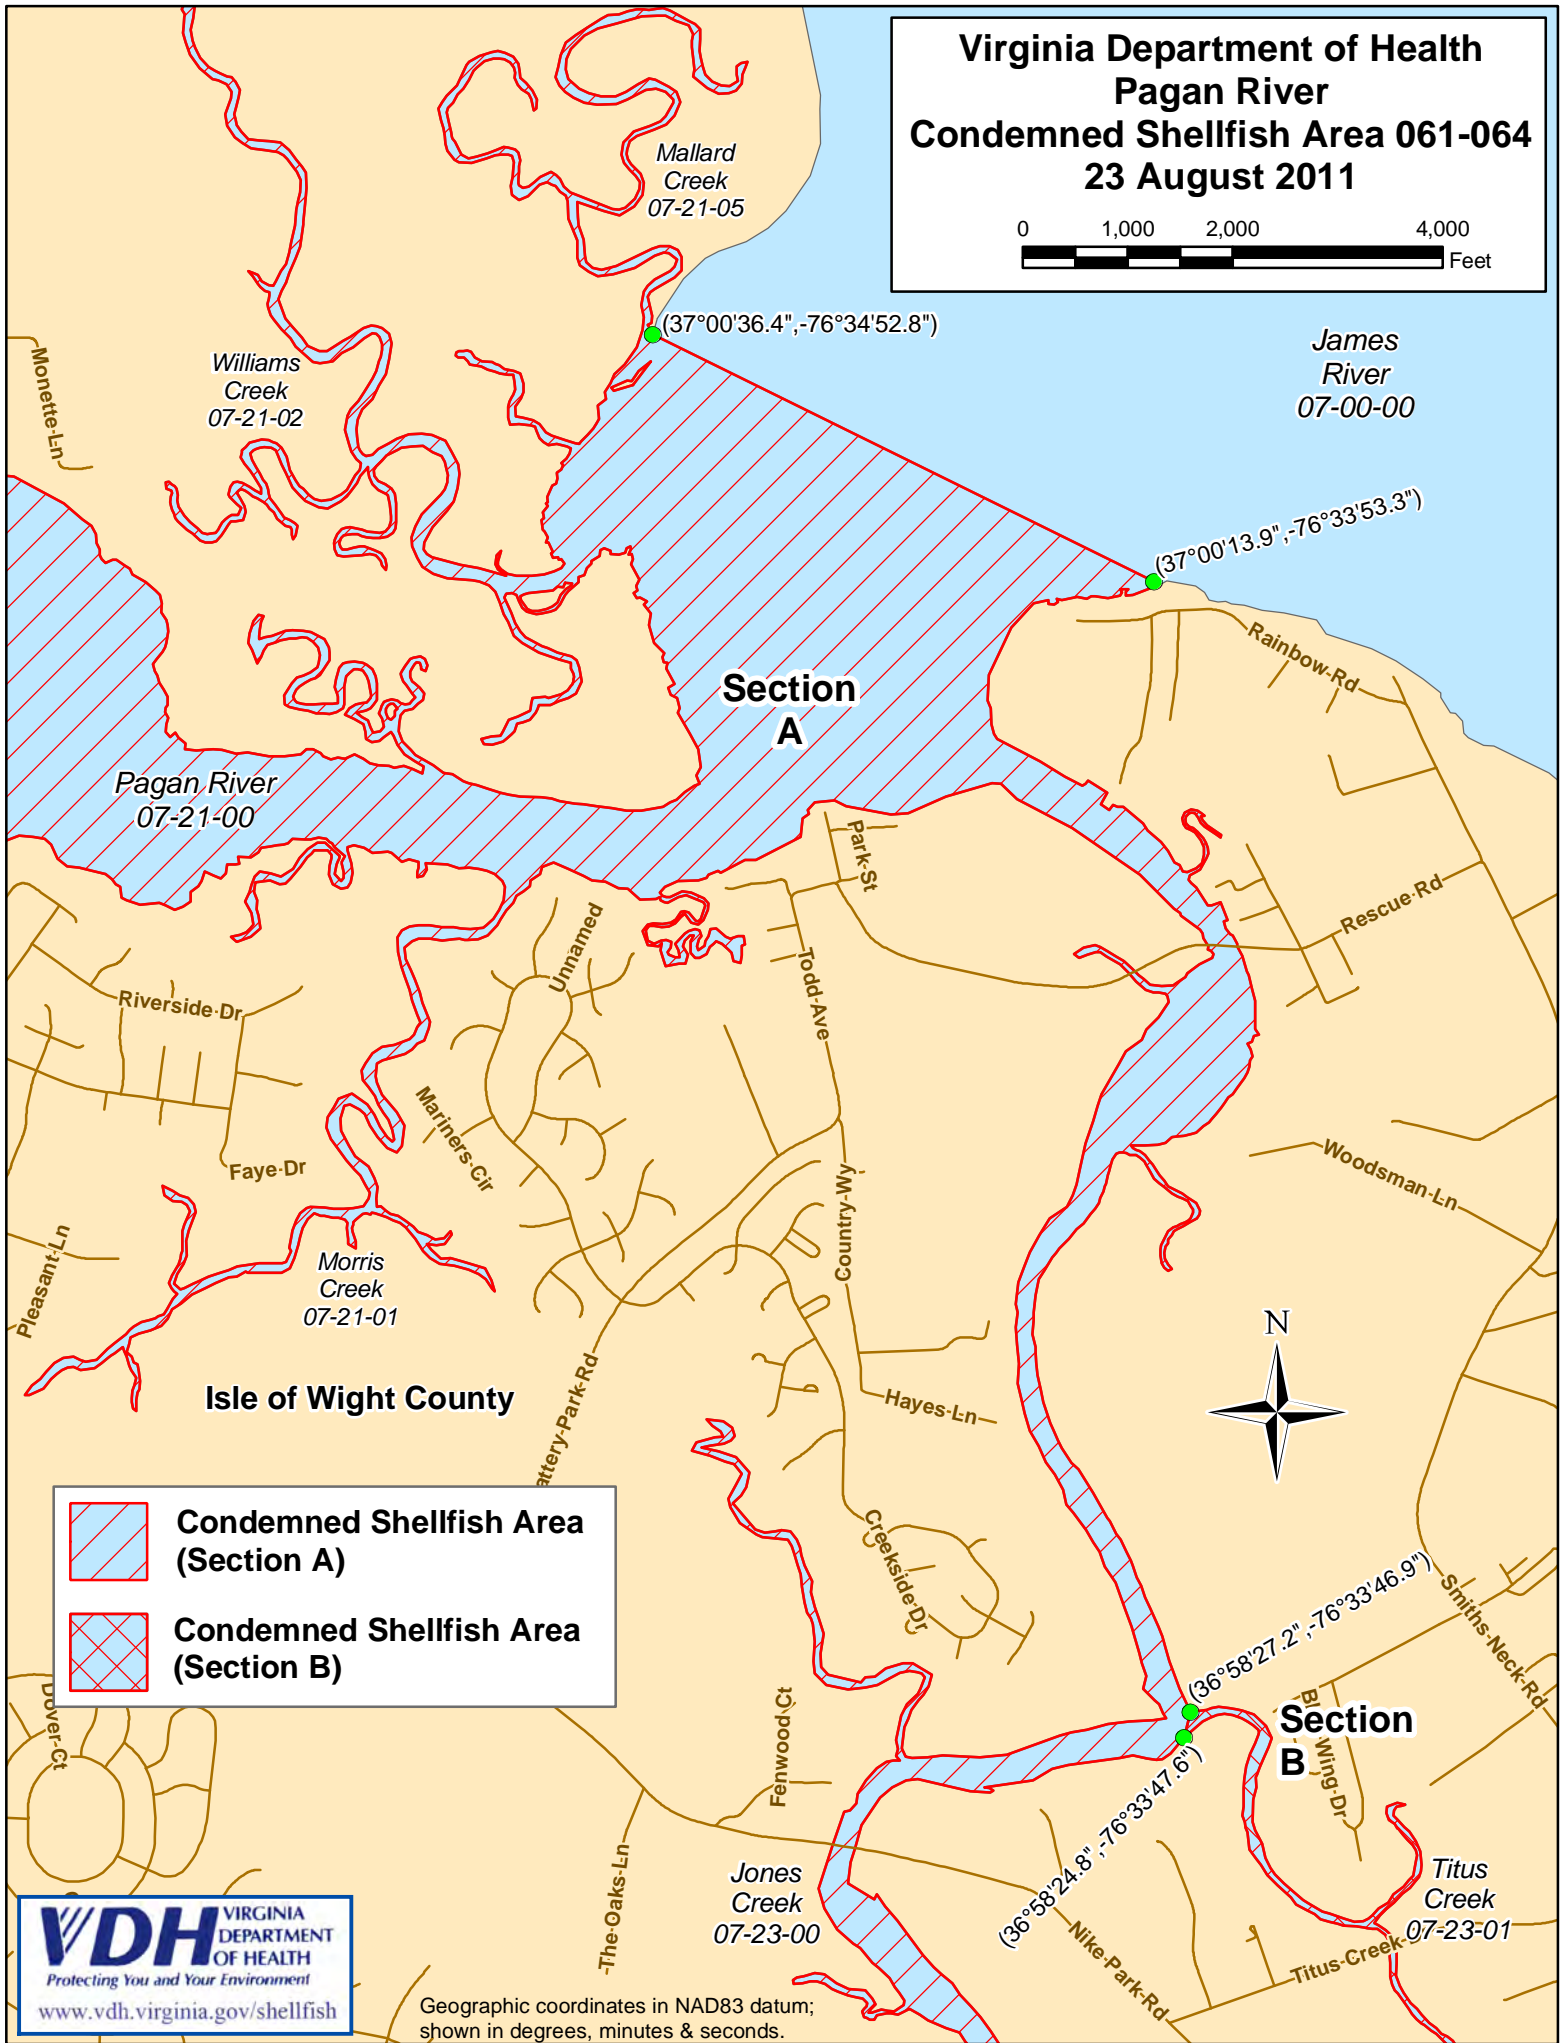 Virginia Department of Health
Pagan River
Condemned Shellfish Area 061-064
23 August 2011
0 1,000 2,000 4,000
Feet
Mallard
Creek
07-21-05
(37°00'36.4",-76°34'52.8")
James
River
07-00-00
Monette Ln
Williams
Creek
07-21-02
(37°00'13.9",-76°33'53.3")
Rainbow Rd
Section
A
Pagan River
07-21-00
Park St
Rescue Rd
Unnamed
Todd Ave
Riverside Dr
Mariners Cir
Faye Dr
Country Wy
Woodsman Ln
Pleasant Ln
Morris
Creek
07-21-01
N
Isle of Wight County
attery Park Rd
Hayes Ln
Condemned Shellfish Area
(Section A)
Condemned Shellfish Area
(Section B)
Creekside Dr
(36°58'27.2",-76°33'46.9")
Smiths Neck Rd
Dover Ct
Fenwood Ct
Section
B
Wing Dr
(36°58'24.8",-76°33'47.6")
The Oaks Ln
Jones
Creek
07-23-00
Titus
Creek
07-23-01
Nike Park Rd
Titus Creek
VDH
VIRGINIA
DEPARTMENT
OF HEALTH
Protecting You and Your Environment
www.vdh.virginia.gov/shellfish
Geographic coordinates in NAD83 datum;
shown in degrees, minutes & seconds.